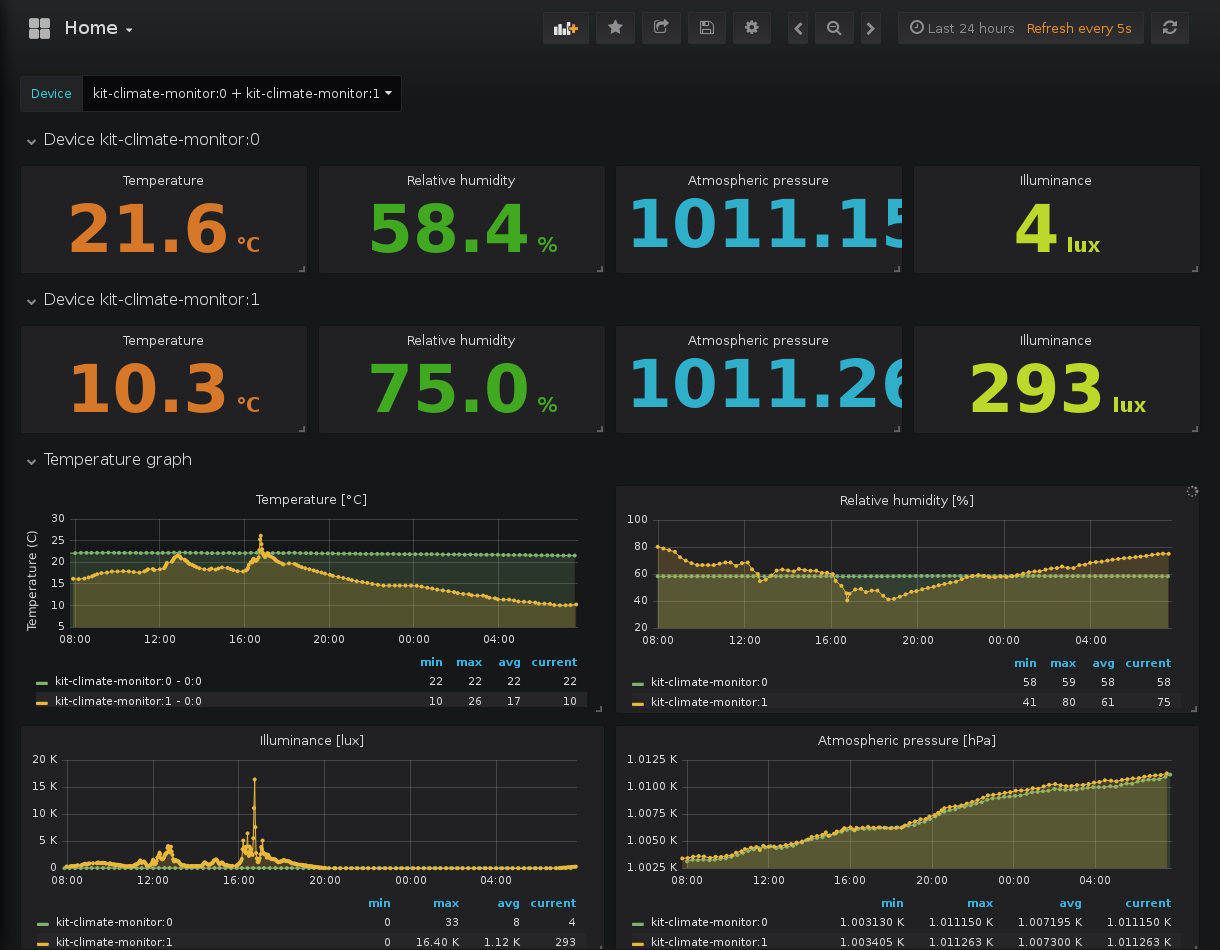 Home
Last 24 hours Refresh every 5s
Device kit-climate-monitor:0 + kit-climate-monitor:1
Device kit-climate-monitor:0
Temperature Relative humidity Atmospheric pressure Illuminance
21.6 °C 58.4 % 1011.15 4 lux
Device kit-climate-monitor:1
Temperature Relative humidity Atmospheric pressure Illuminance
10.3 °C 75.0 % 1011.26 293 lux
Temperature graph
Temperature [°C]
Temperature (C)
30
25
20
15
10
5
08:00 12:00 16:00 20:00 00:00 04:00
min max avg current
kit-climate-monitor:0 - 0:0 22 22 22 22
kit-climate-monitor:1 - 0:0 10 26 17 10
Relative humidity [%]
100
80
60
40
20
08:00 12:00 16:00 20:00 00:00 04:00
min max avg current
kit-climate-monitor:0 58 59 58 58
kit-climate-monitor:1 41 80 61 75
Illuminance [lux]
20 K
15 K
10 K
5 K
0
08:00 12:00 16:00 20:00 00:00 04:00
min max avg current
kit-climate-monitor:0 0 33 8 4
kit-climate-monitor:1 0 16.40 K 1.12 K 293
Atmospheric pressure [hPa]
1.0125 K
1.0100 K
1.0075 K
1.0050 K
1.0025 K
08:00 12:00 16:00 20:00 00:00 04:00
min max avg current
kit-climate-monitor:0 1.003130 K 1.011150 K 1.007195 K 1.011150 K
kit-climate-monitor:1 1.003405 K 1.011263 K 1.007300 K 1.011263 K